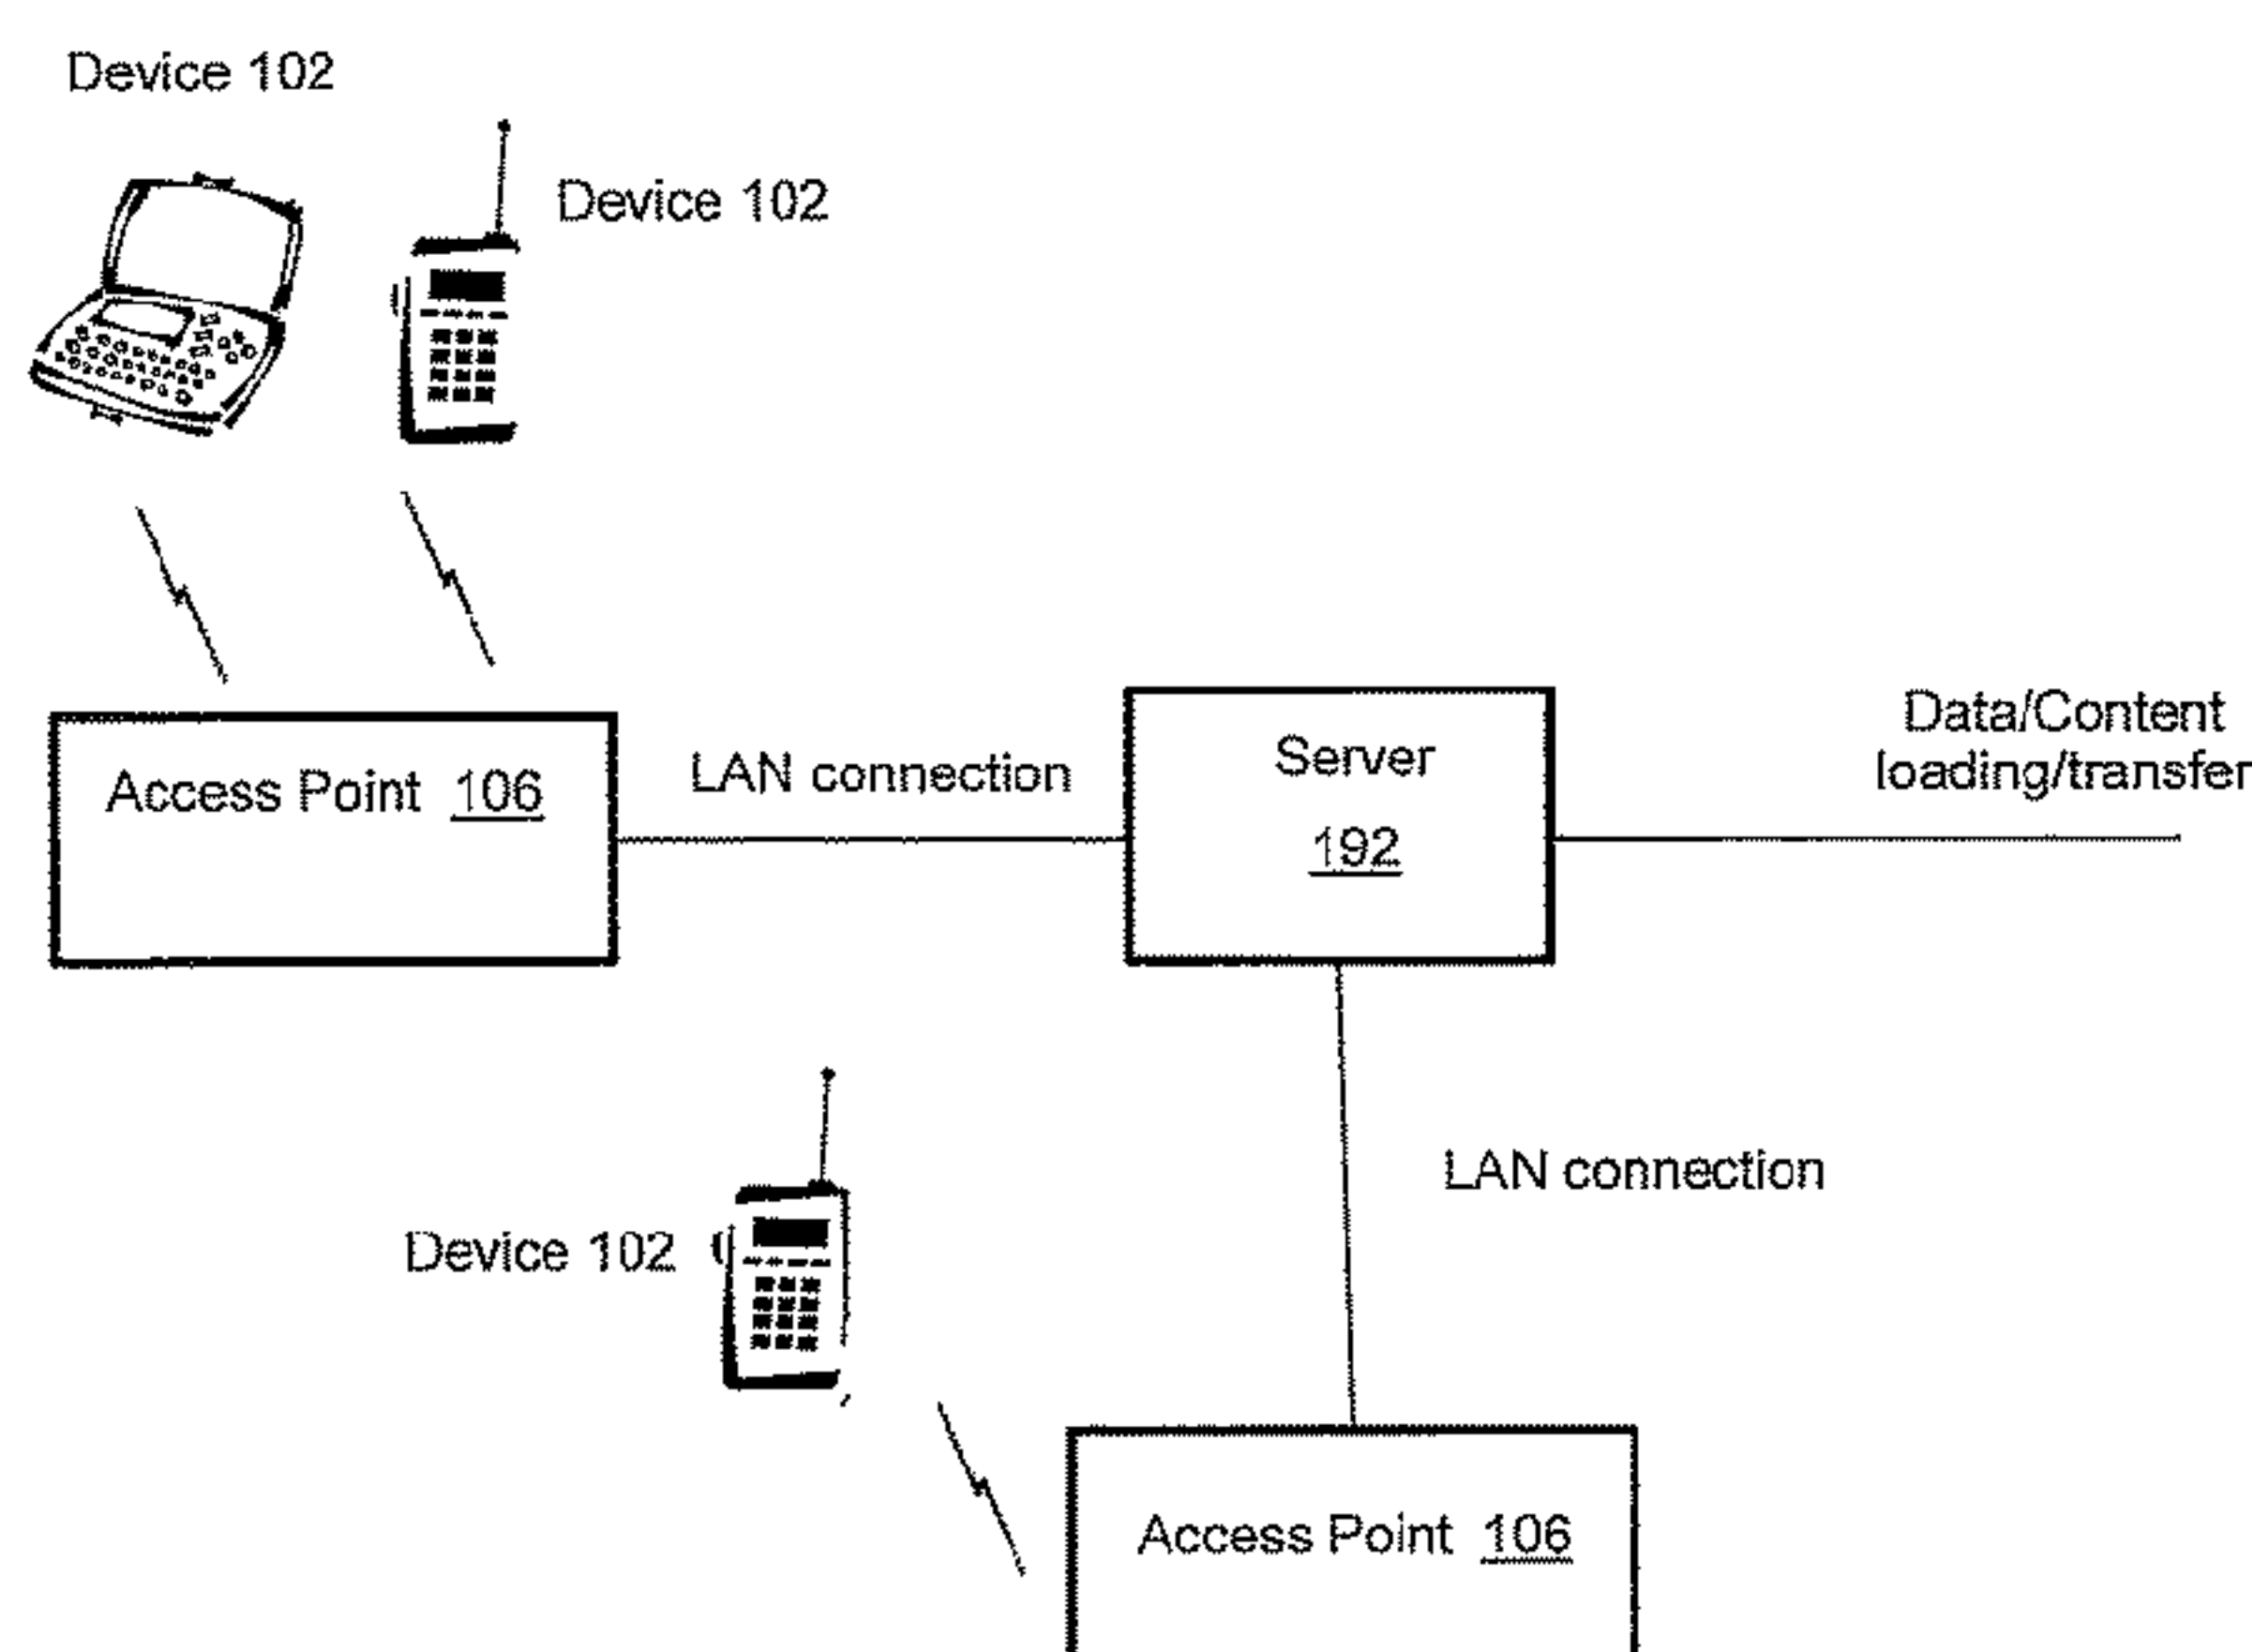 Device 102
Device 102
Access Point 106
LAN connection
Server
192
Data/Content
loading/transfer
LAN connection
Device 102
Access Point 106